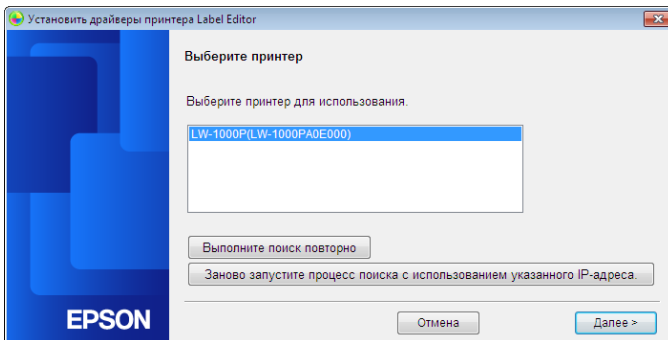 Установить драйверы принтера Label Editor
Выберите принтер
Выберите принтер для использования.
LW-1000P(LW-1000PA0E000)
Выполните поиск повторно
Заново запустите процесс поиска с использованием указанного IP-адреса.
EPSON
Отмена
Далее >